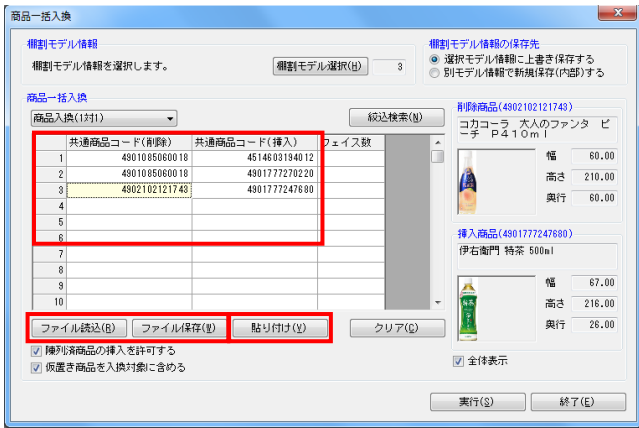 商品一括入換
棚割モデル情報
棚割モデル情報を選択します。
棚割モデル選択(H)
3
棚割モデル情報の保存先
選択モデル情報に上書き保存する
別モデル情報で新規保存(内部)する
商品一括入換
商品入換(1対1)
絞込検索(N)
共通商品コード(削除) 共通商品コード(挿入) フェイス数
1 4901085060018 4514603194012
2 4901085060018 4901777270220
3 4902102121743 4901777247680
4
5
6
7
8
9
10
ファイル読込(R)
ファイル保存(W)
貼り付け(V)
クリア(C)
陳列済商品の挿入を許可する
仮置き商品を入換対象に含める
削除商品(4902102121743)
コカコーラ 大人のファンタ ピ
ーチ P410ml
幅 60.00
高さ 210.00
奥行 60.00
挿入商品(4901777247680)
伊右衛門 特茶 500ml
幅 67.00
高さ 216.00
奥行 26.00
全体表示
実行(S)
終了(E)